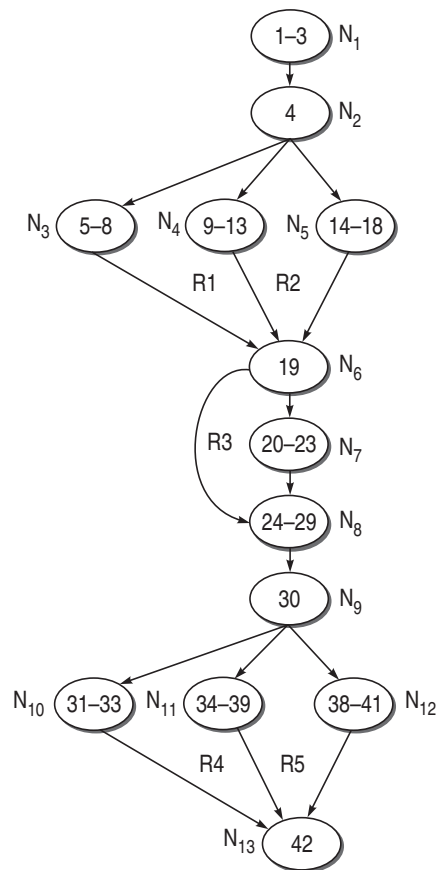 1–3 N1
4 N2
N3 5–8 N4 9–13 N5 14–18
R1 R2
19 N6
R3 20–23 N7
24–29 N8
30 N9
N10 31–33 N11 34–39 38–41 N12
R4 R5
N13 42